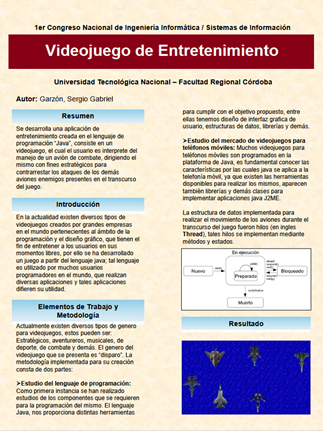 1er Congreso Nacional de Ingeniería Informática / Sistemas de Información
Videojuego de Entretenimiento
Universidad Tecnológica Nacional – Facultad Regional Córdoba
Autor: Garzón, Sergio Gabriel
Resumen
Se desarrolla una aplicación de
entretenimiento creada en el lenguaje de
programación “Java”, consiste en un
videojuego, el cual el usuario es interprete del
manejo de un avión de combate, dirigiendo el
mismo con fines estratégicos para
contrarrestar los ataques de los demás
aviones enemigos presentes en el transcurso
del juego.
Introducción
En la actualidad existen diversos tipos de
videojuegos creados por grandes empresas
en el mundo pertenecientes al ámbito de la
programación y el diseño gráfico, que tienen el
fin de entretener a los usuarios en sus
momentos libres, por ello se ha desarrollado
un juego a partir del lenguaje java, tal lenguaje
es utilizado por muchos usuarios
programadores en el mundo, que realizan
diversas aplicaciones y tales aplicaciones
difieren su utilidad.
Elementos de Trabajo y
Metodología
Actualmente existen diversos tipos de genero
para videojuegos, estos pueden ser:
Estratégicos, aventureros, musicales, de
deporte, de combate y demás. El genero del
videojuego que se presenta es “disparo”. La
metodología implementada para su creación
consta de dos partes:
➢Estudio del lenguaje de programación:
Como primera instancia se han realizado
estudios de los componentes que se requieren
para la programación del mismo. El lenguaje
Java, nos proporciona distintas herramientas
para cumplir con el objetivo propuesto, entre
ellas tenemos diseño de interfaz grafica de
usuario, estructuras de datos, librerías y demás.
➢Estudio del mercado de videojuegos para
teléfonos móviles: Muchos videojuegos para
teléfonos móviles son programados en la
plataforma de Java, es fundamental conocer las
características por las cuales java se aplica a la
telefonía móvil, ya que existen las herramientas
disponibles para realizar los mismos, aparecen
también librerías y demás clases para
implementar aplicaciones java J2ME.
La estructura de datos implementada para
realizar el movimiento de los aviones durante el
transcurso del juego fueron hilos (en ingles
Thread), tales hilos se implementan mediante
métodos y estados.
En ejecución
Nuevo
Preparado
Bloqueado
Muerto
Resultado